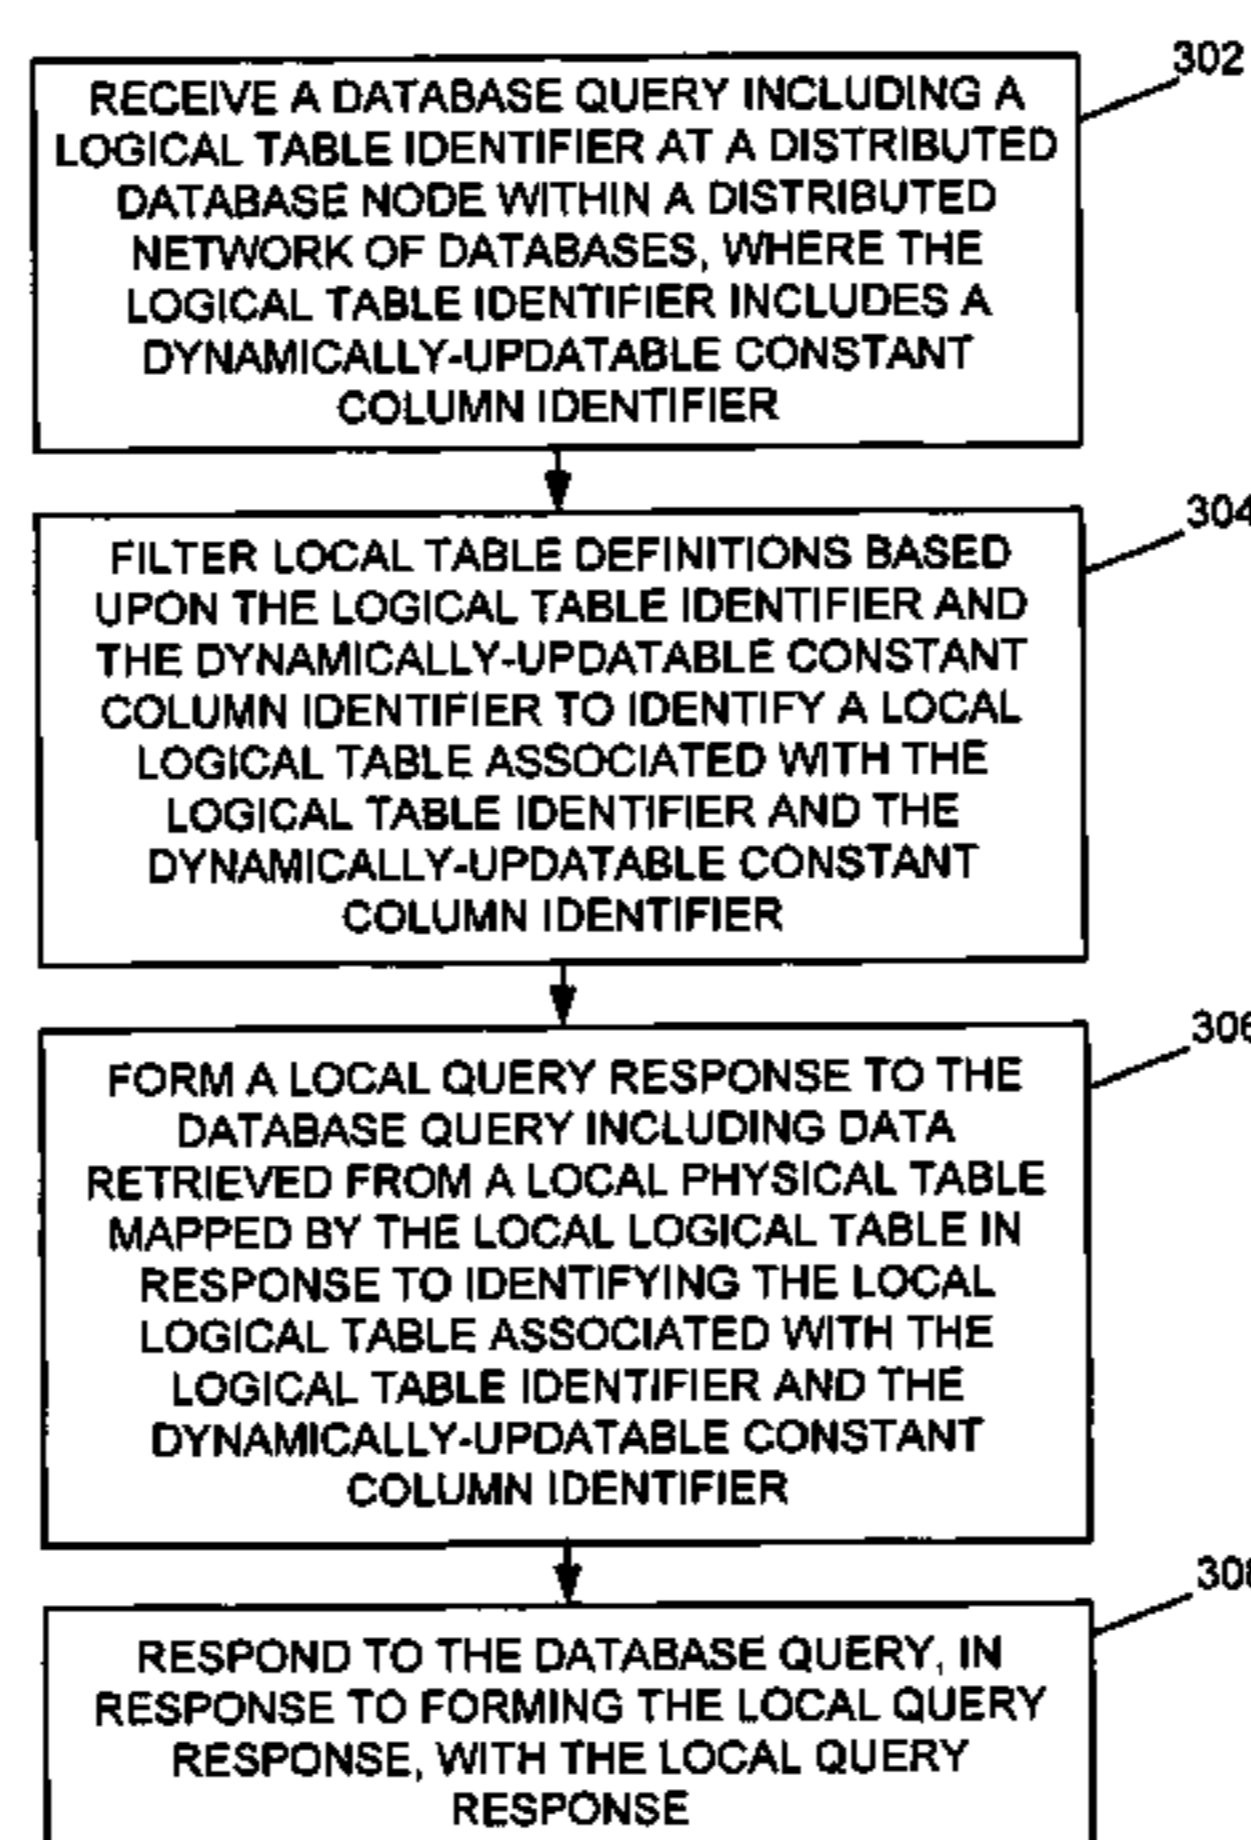 302
RECEIVE A DATABASE QUERY INCLUDING A
LOGICAL TABLE IDENTIFIER AT A DISTRIBUTED
DATABASE NODE WITHIN A DISTRIBUTED
NETWORK OF DATABASES, WHERE THE
LOGICAL TABLE IDENTIFIER INCLUDES A
DYNAMICALLY-UPDATABLE CONSTANT
COLUMN IDENTIFIER
304
FILTER LOCAL TABLE DEFINITIONS BASED
UPON THE LOGICAL TABLE IDENTIFIER AND
THE DYNAMICALLY-UPDATABLE CONSTANT
COLUMN IDENTIFIER TO IDENTIFY A LOCAL
LOGICAL TABLE ASSOCIATED WITH THE
LOGICAL TABLE IDENTIFIER AND THE
DYNAMICALLY-UPDATABLE CONSTANT
COLUMN IDENTIFIER
306
FORM A LOCAL QUERY RESPONSE TO THE
DATABASE QUERY INCLUDING DATA
RETRIEVED FROM A LOCAL PHYSICAL TABLE
MAPPED BY THE LOCAL LOGICAL TABLE IN
RESPONSE TO IDENTIFYING THE LOCAL
LOGICAL TABLE ASSOCIATED WITH THE
LOGICAL TABLE IDENTIFIER AND THE
DYNAMICALLY-UPDATABLE CONSTANT
COLUMN IDENTIFIER
308
RESPOND TO THE DATABASE QUERY, IN
RESPONSE TO FORMING THE LOCAL QUERY
RESPONSE, WITH THE LOCAL QUERY
RESPONSE